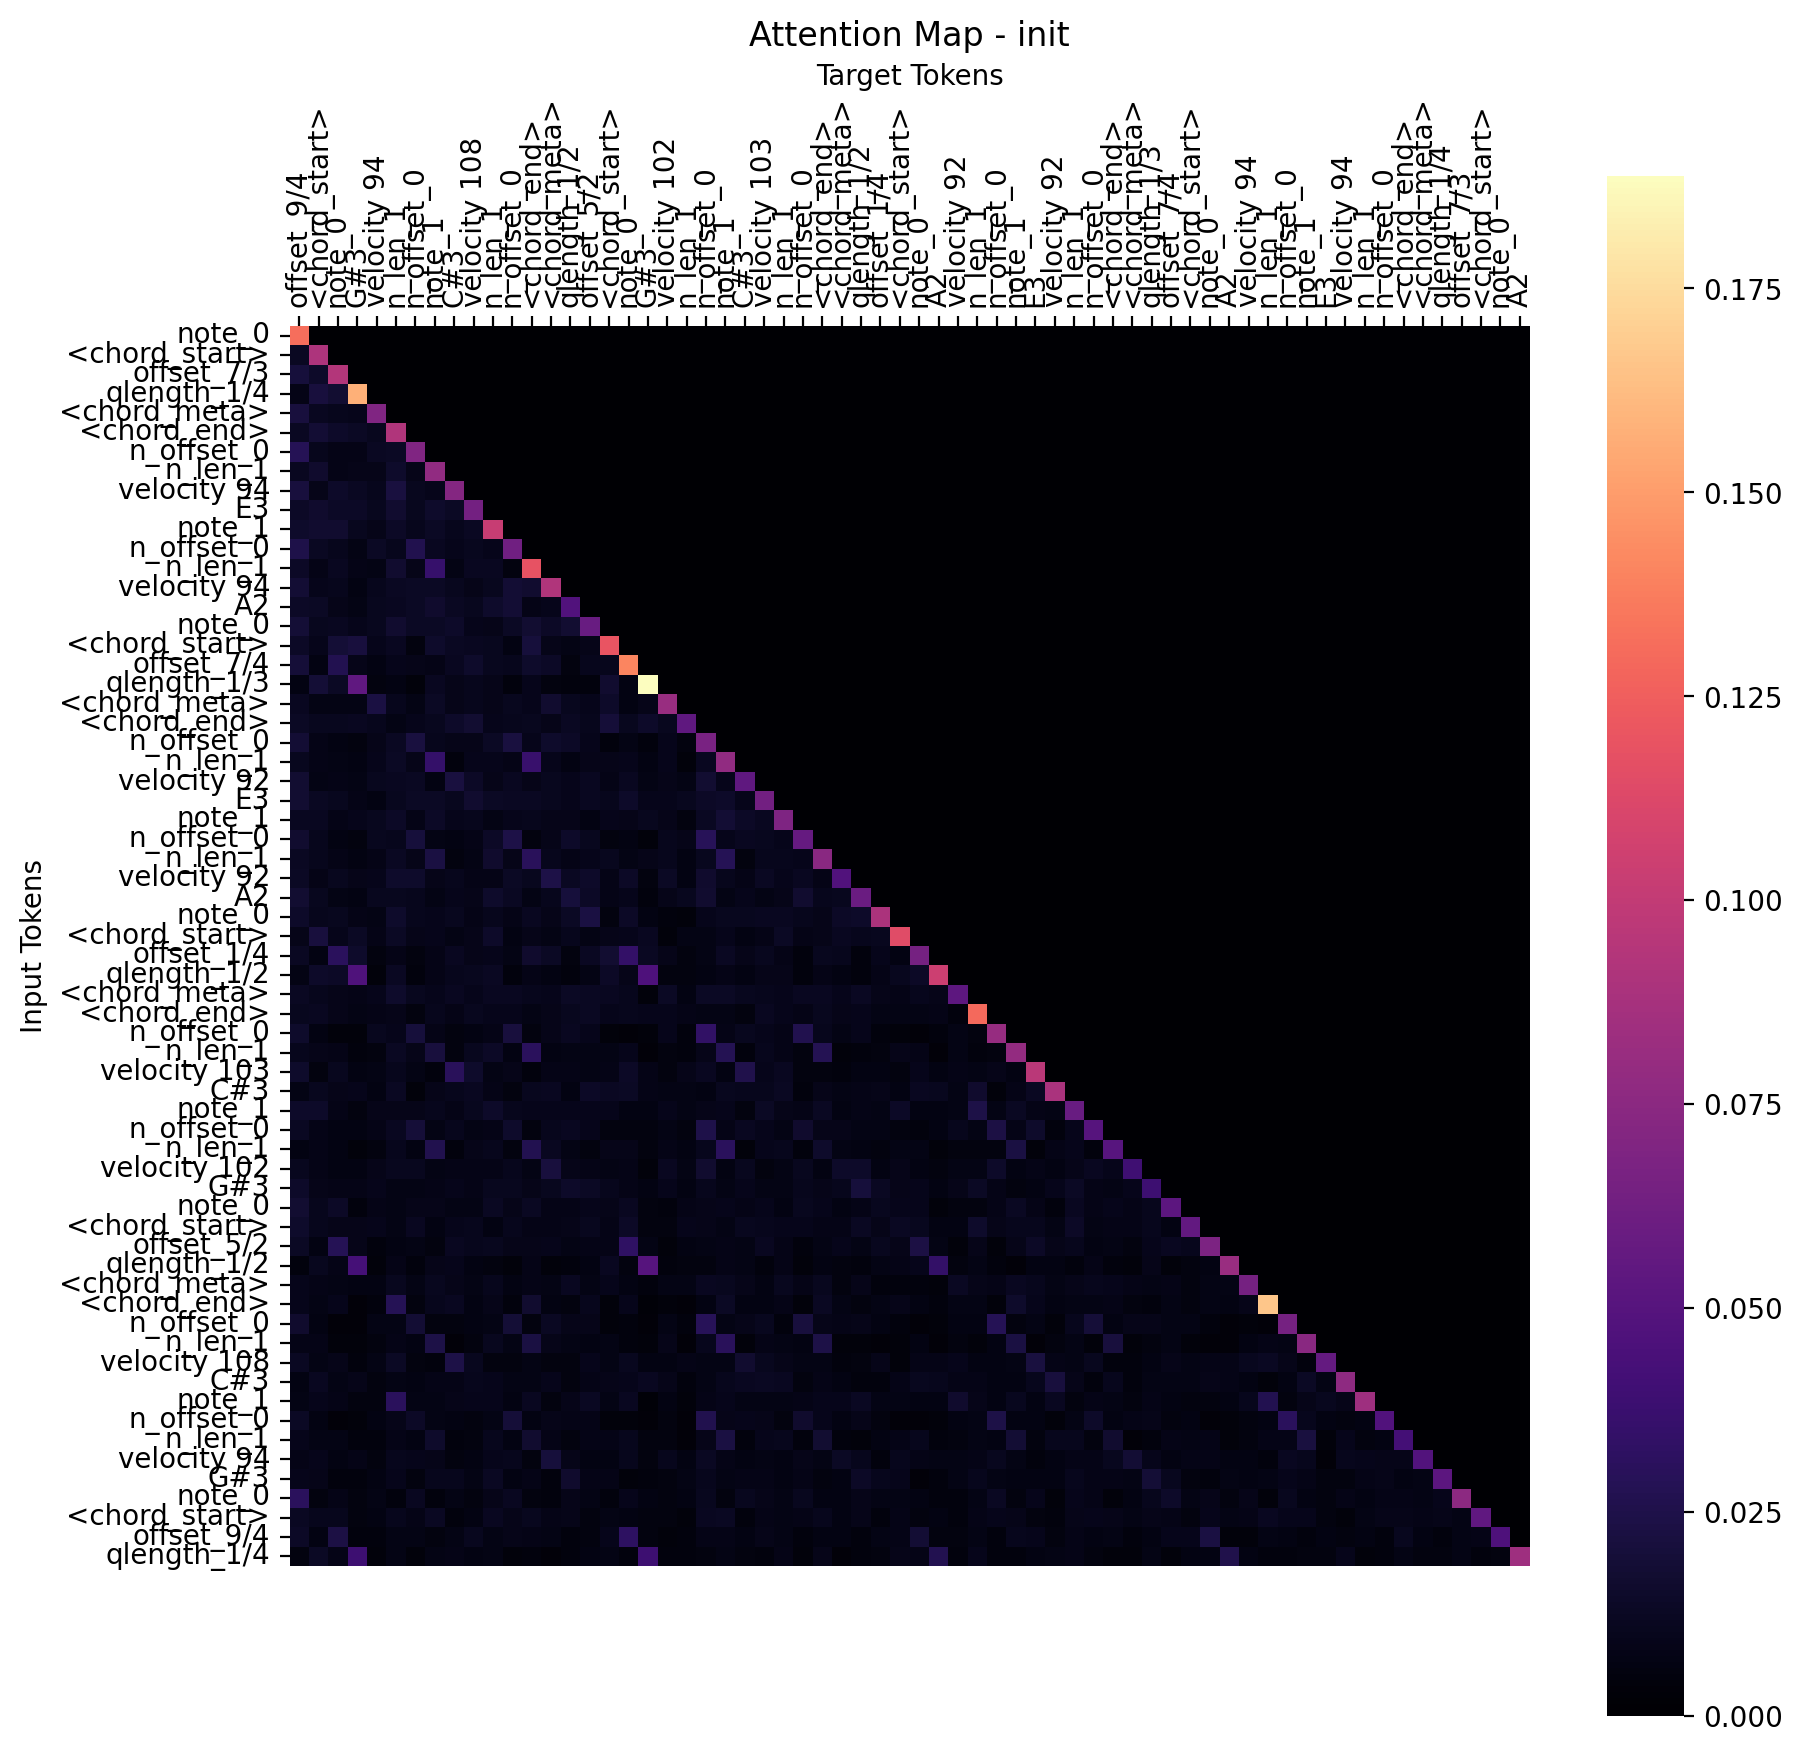 Attention Map - init
Target Tokens
offset_9/4
<chord_start>
note_0
G#3
velocity 94
n_len_1
n_offset_0
note_1
C#3
velocity 108
n_len_1
n_offset_0
<chord_end>
<chord_meta>
qlength_1/2
offset_5/2
<chord_start>
note_0
G#3
velocity 102
n_len_1
n_offset_0
note_1
C#3
velocity 103
n_len_1
n_offset_0
<chord_end>
<chord_meta>
qlength_1/2
offset_1/4
<chord_start>
note_0
A2
velocity 92
n_len_1
n_offset_0
note_1
E3
velocity 92
n_len_1
n_offset_0
<chord_end>
<chord_meta>
qlength_1/3
offset_7/4
<chord_start>
note_0
A2
velocity 94
n_len_1
n_offset_0
note_1
E3
velocity 94
n_len_1
n_offset_0
<chord_end>
<chord_meta>
qlength_1/4
offset_7/3
<chord_start>
note_0
A2
Input Tokens
note_0
<chord_start>
offset_7/3
qlength_1/4
<chord_meta>
<chord_end>
n_offset_0
n_len_1
velocity 94
E3
note_1
n_offset_0
n_len_1
velocity 94
A2
note_0
<chord_start>
offset_7/4
qlength_1/3
<chord_meta>
<chord_end>
n_offset_0
n_len_1
velocity 92
E3
note_1
n_offset_0
n_len_1
velocity 92
A2
note_0
<chord_start>
offset_1/4
qlength_1/2
<chord_meta>
<chord_end>
n_offset_0
n_len_1
velocity 103
C#3
note_1
n_offset_0
n_len_1
velocity 102
G#3
note_0
<chord_start>
offset_5/2
qlength_1/2
<chord_meta>
<chord_end>
n_offset_0
n_len_1
velocity 108
C#3
note_1
n_offset_0
n_len_1
velocity 94
G#3
note_0
<chord_start>
offset_9/4
qlength_1/4
0.175
0.150
0.125
0.100
0.075
0.050
0.025
0.000